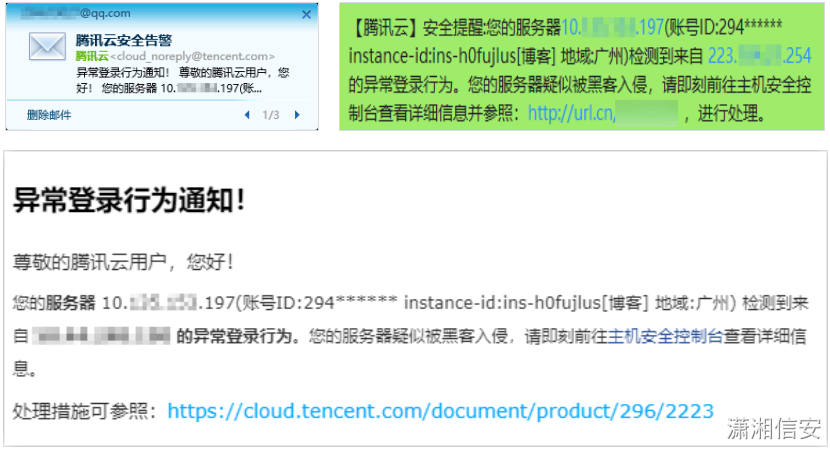 @qq.com
腾讯云安全告警
腾讯云<cloud_noreply@tencent.com>
异常登录行为通知！ 尊敬的腾讯云用户，您
好！ 您的服务器 10. .197(账...
删除邮件 1/3
【腾讯云】安全提醒:您的服务器10. .197(账号ID:294******
instance-id:ins-h0fujlus[博客] 地域:广州)检测到来自 223. .254
的异常登录行为。您的服务器疑似被黑客入侵，请即刻前往主机安全控
制台查看详细信息并参照：http://url.cn, ，进行处理。
异常登录行为通知！
尊敬的腾讯云用户，您好！
您的服务器 10. .197(账号ID:294****** instance-id:ins-h0fujlus[博客] 地域:广州) 检测到来
自 的异常登录行为。您的服务器疑似被黑客入侵，请即刻前往主机安全控制台查看详细信
息。
处理措施可参照：https://cloud.tencent.com/document/product/296/2223
潇湘信安